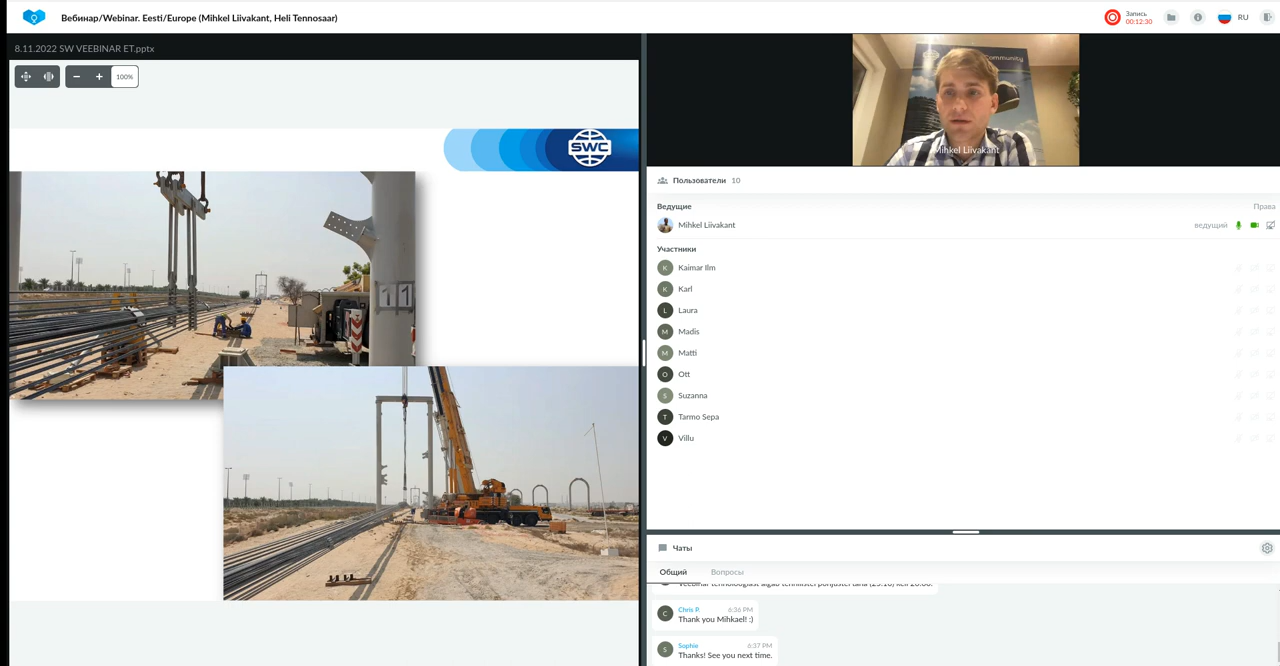 Вебинар/Webinar. Eesti/Europe (Mihkel Liivakant, Heli Tennosaar)
Запись
00:12:30
RU
8.11.2022 SW VEEBINAR ET.pptx
100%
SWC
11
Community
Mihkel Liivakant
Пользователи 10
Ведущие
Права
Mihkel Liivakant
ведущий
Участники
K Kaimar Ilm
K Karl
L Laura
M Madis
M Matti
O Ott
S Suzanna
T Tarmo Sepa
V Villu
Чаты
Общий
Вопросы
C Chris P. 6:36 PM
Thank you Mihkael! :)
S Sophie 6:37 PM
Thanks! See you next time.